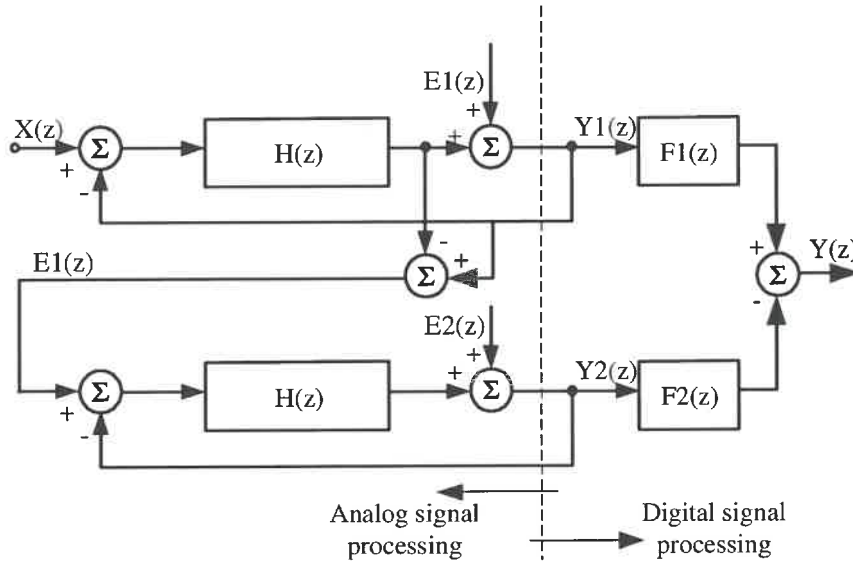 E1(z)
+
X(z)
Σ
+
-
H(z)
+
Σ
Y1(z)
F1(z)
-
+
Σ
E1(z)
+
Σ
-
Y(z)
E2(z)
+
Σ
+
-
H(z)
+
Σ
Y2(z)
F2(z)
Analog signal
processing
Digital signal
processing